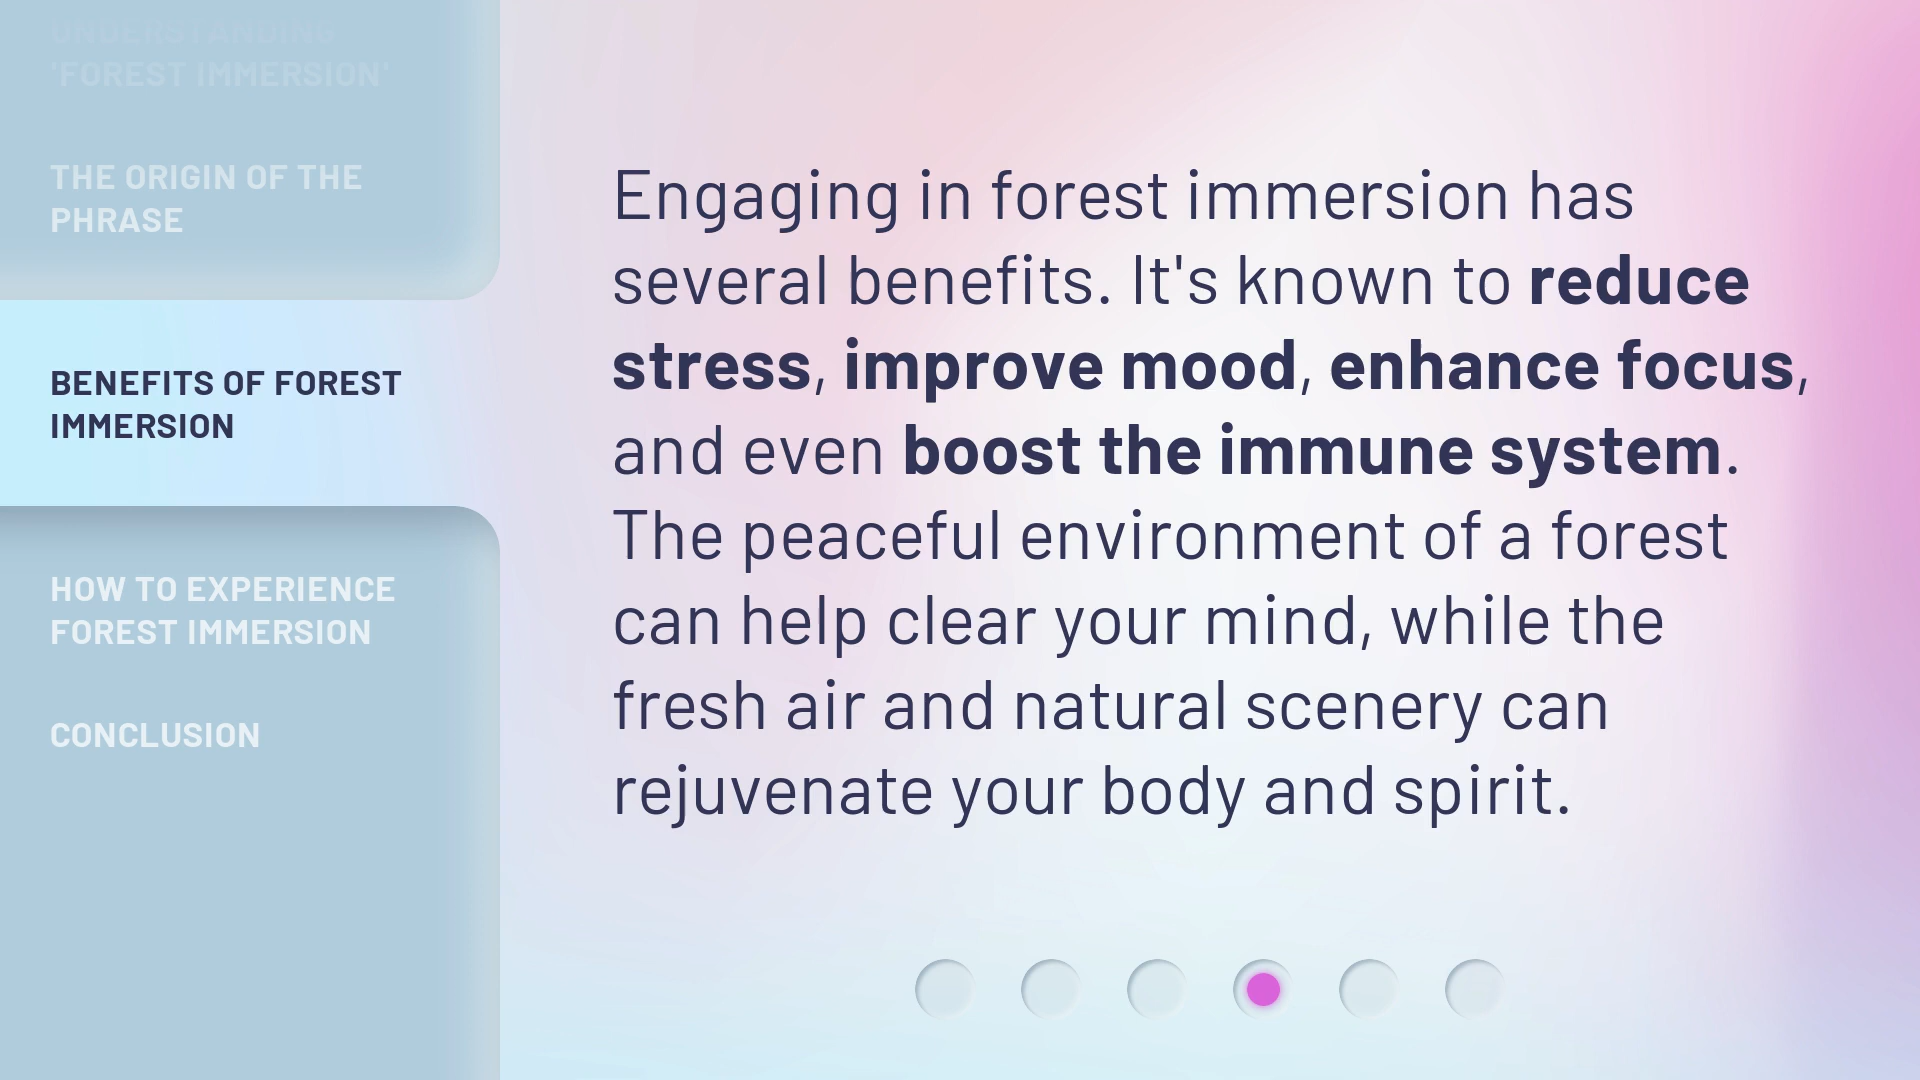 UNDERSTANDING
'FOREST IMMERSION'
THE ORIGIN OF THE
PHRASE
BENEFITS OF FOREST
IMMERSION
HOW TO EXPERIENCE
FOREST IMMERSION
CONCLUSION
Engaging in forest immersion has
several benefits. It's known to reduce
stress, improve mood, enhance focus,
and even boost the immune system.
The peaceful environment of a forest
can help clear your mind, while the
fresh air and natural scenery can
rejuvenate your body and spirit.